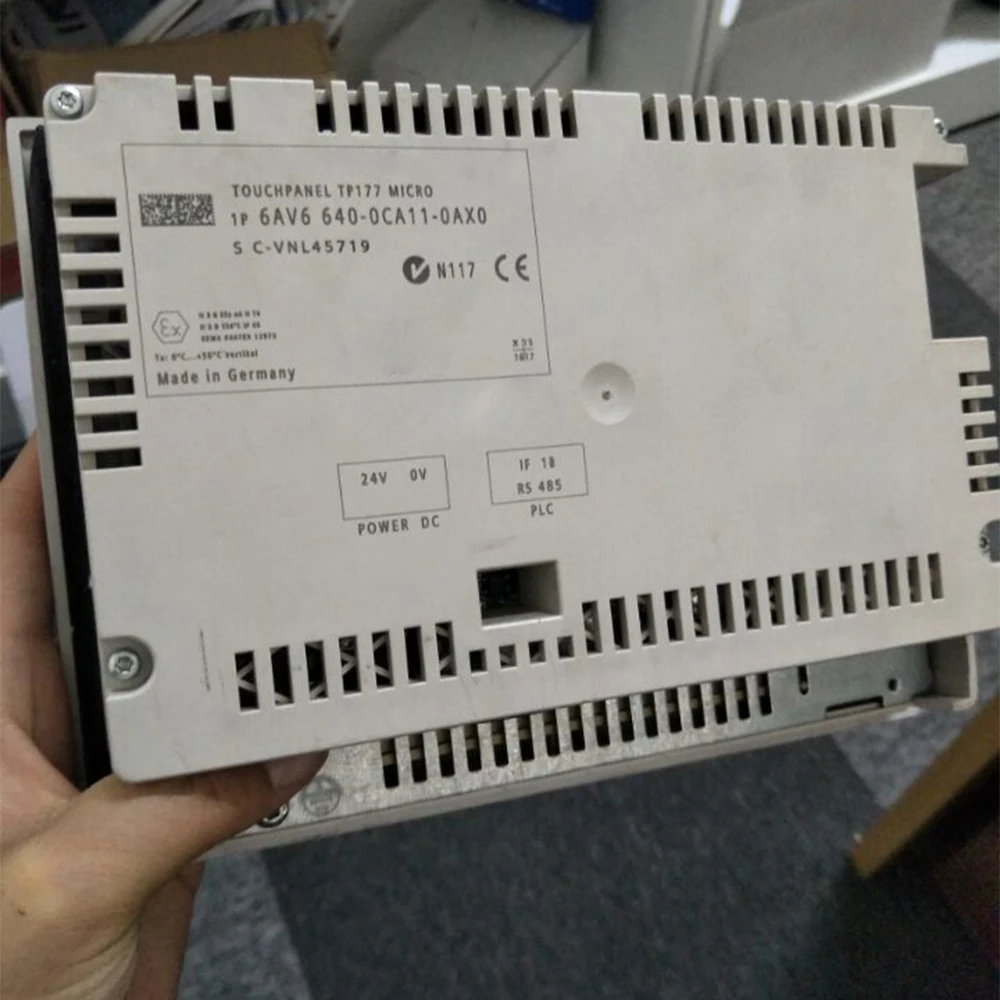 TOUCHPANEL TP177 MICRO
1P 6AV6 640-0CA11-0AX0
S C-VNL45719
N117 CE
Ex
Made in Germany
24V 0V
POWER DC
IF 1B
RS 485
PLC